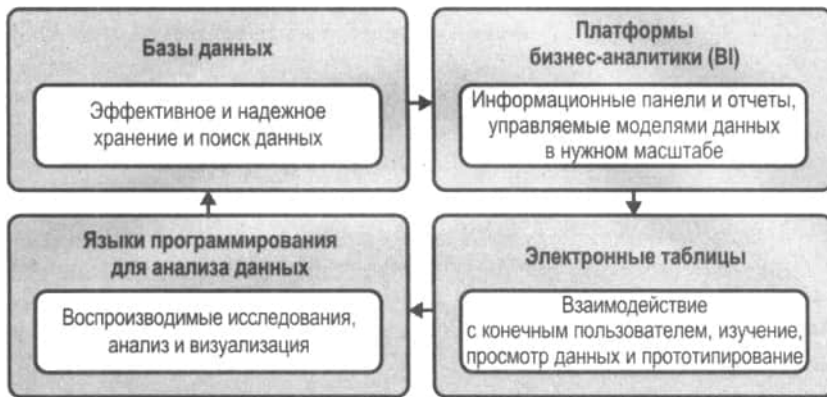 Базы данных
Эффективное и надежное
хранение и поиск данных
Платформы
бизнес-аналитики (BI)
Информационные панели и отчеты,
управляемые моделями данных
в нужном масштабе
Языки программирования
для анализа данных
Воспроизводимые исследования,
анализ и визуализация
Электронные таблицы
Взаимодействие
с конечным пользователем, изучение,
просмотр данных и прототипирование